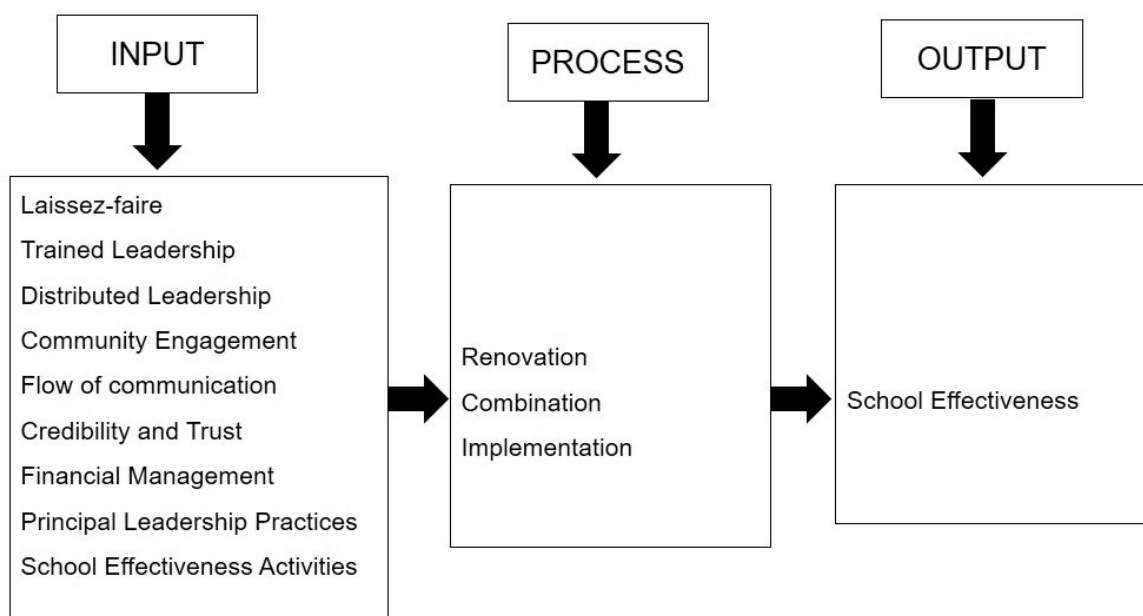 INPUT
PROCESS
OUTPUT
Laissez-faire
Trained Leadership
Distributed Leadership
Community Engagement
Flow of communication
Credibility and Trust
Financial Management
Principal Leadership Practices
School Effectiveness Activities
Renovation
Combination
Implementation
School Effectiveness